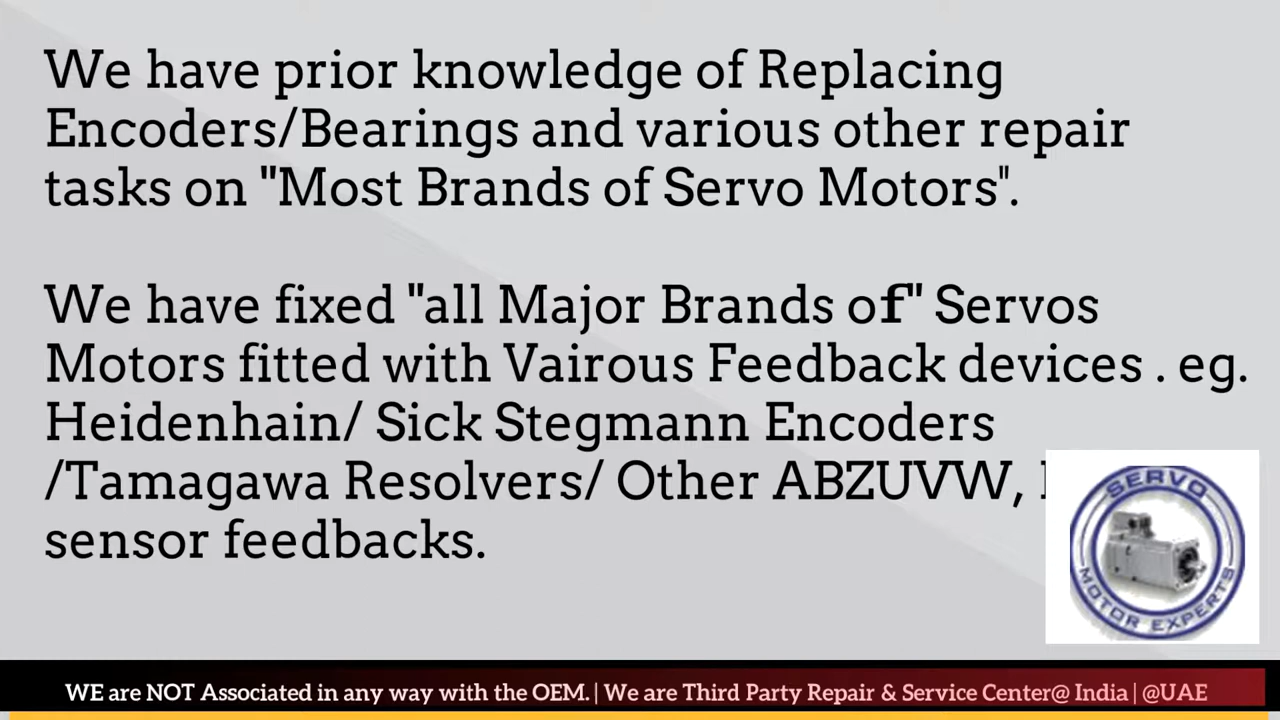 We have prior knowledge of Replacing
Encoders/Bearings and various other repair
tasks on "Most Brands of Servo Motors".
We have fixed "all Major Brands of" Servos
Motors fitted with Vairous Feedback devices . eg.
Heidenhain/ Sick Stegmann Encoders
/Tamagawa Resolvers/ Other ABZUVW,
sensor feedbacks.
SERVO
MOTOR EXPERTS
WE are NOT Associated in any way with the OEM. | We are Third Party Repair & Service Center@ India | @UAE